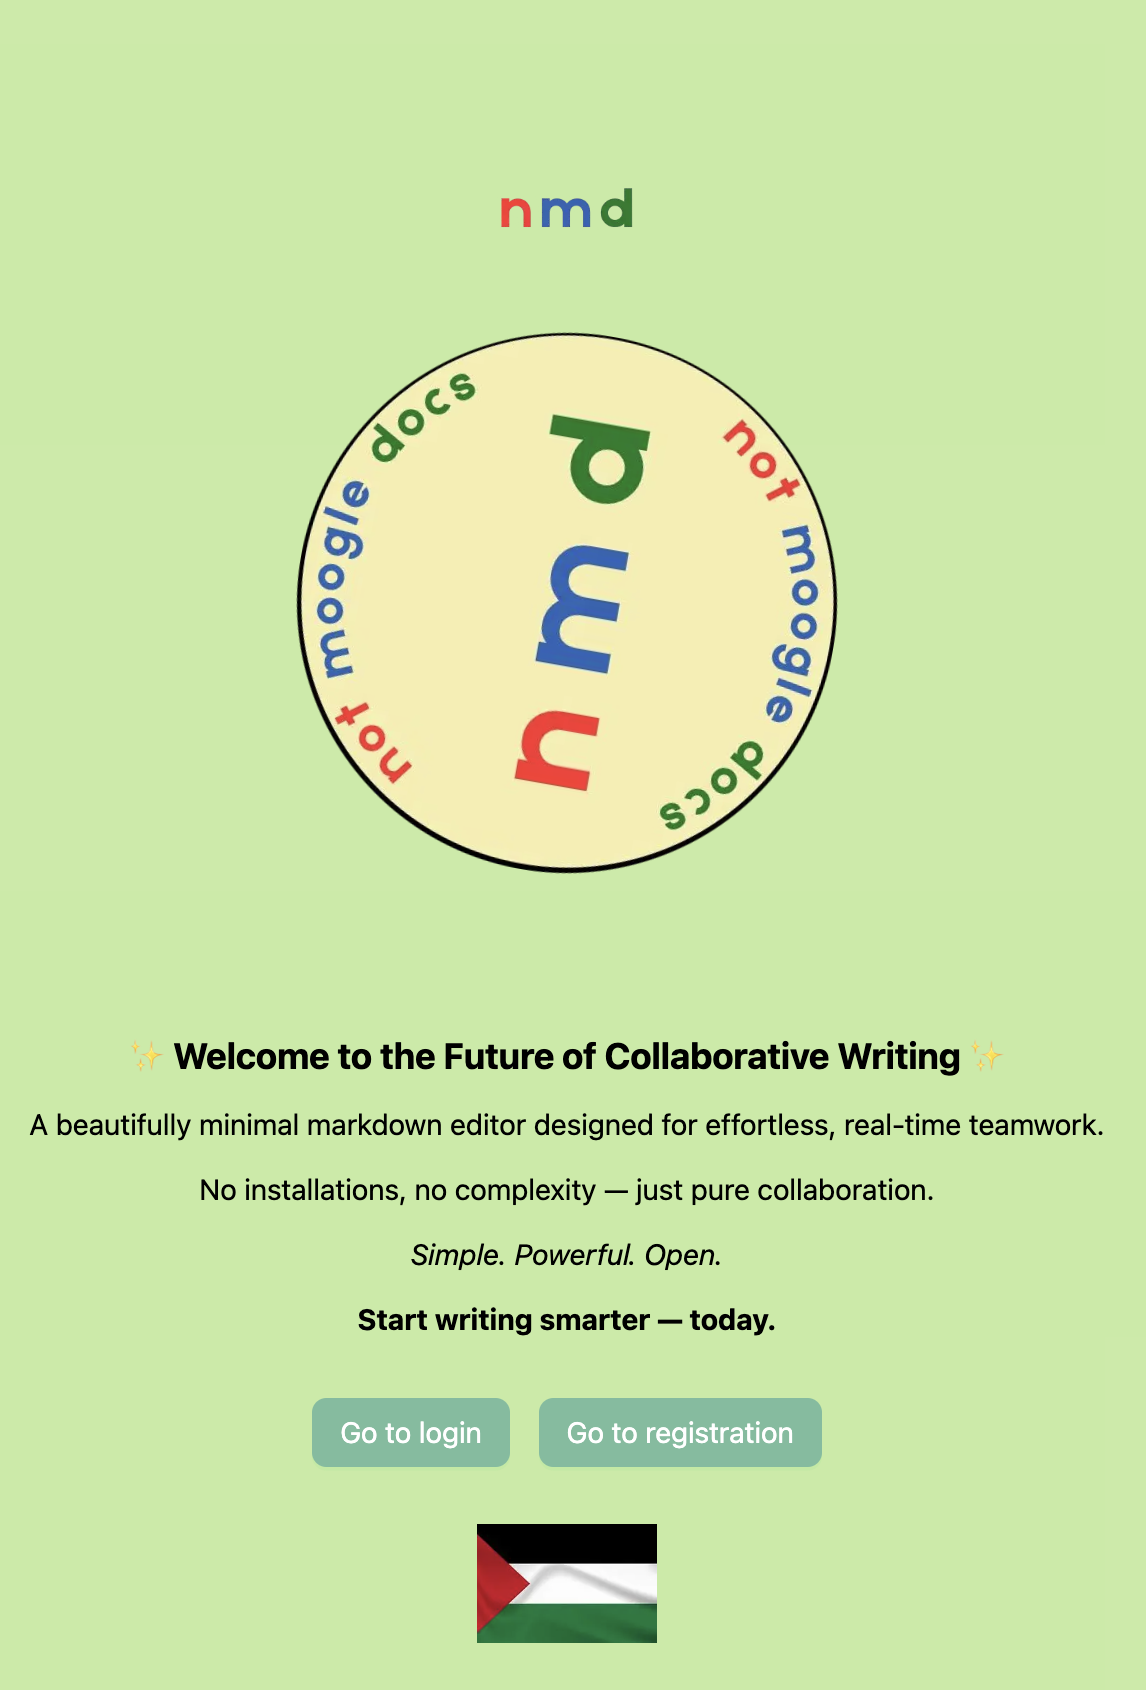 nmd
not moogle docs
nmd
not moogle docs
✨ Welcome to the Future of Collaborative Writing ✨
A beautifully minimal markdown editor designed for effortless, real-time teamwork.
No installations, no complexity — just pure collaboration.
Simple. Powerful. Open.
Start writing smarter — today.
Go to login
Go to registration